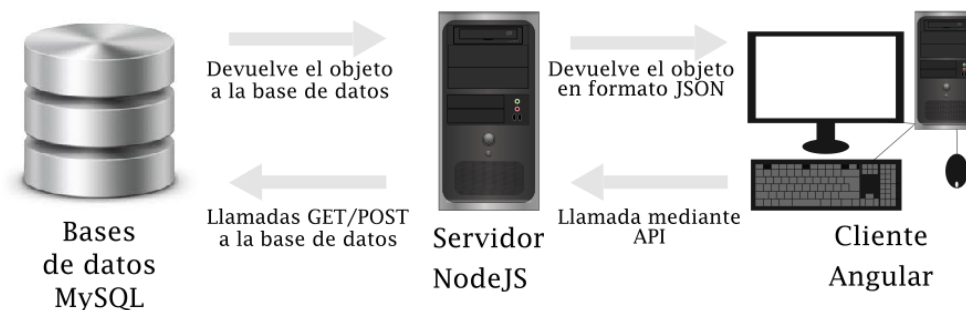 Devuelve el objeto
a la base de datos
Devuelve el objeto
en formato JSON
Llamadas GET/POST
a la base de datos
Llamada mediante
API
Bases
de datos
MySQL
Servidor
NodeJS
Cliente
Angular